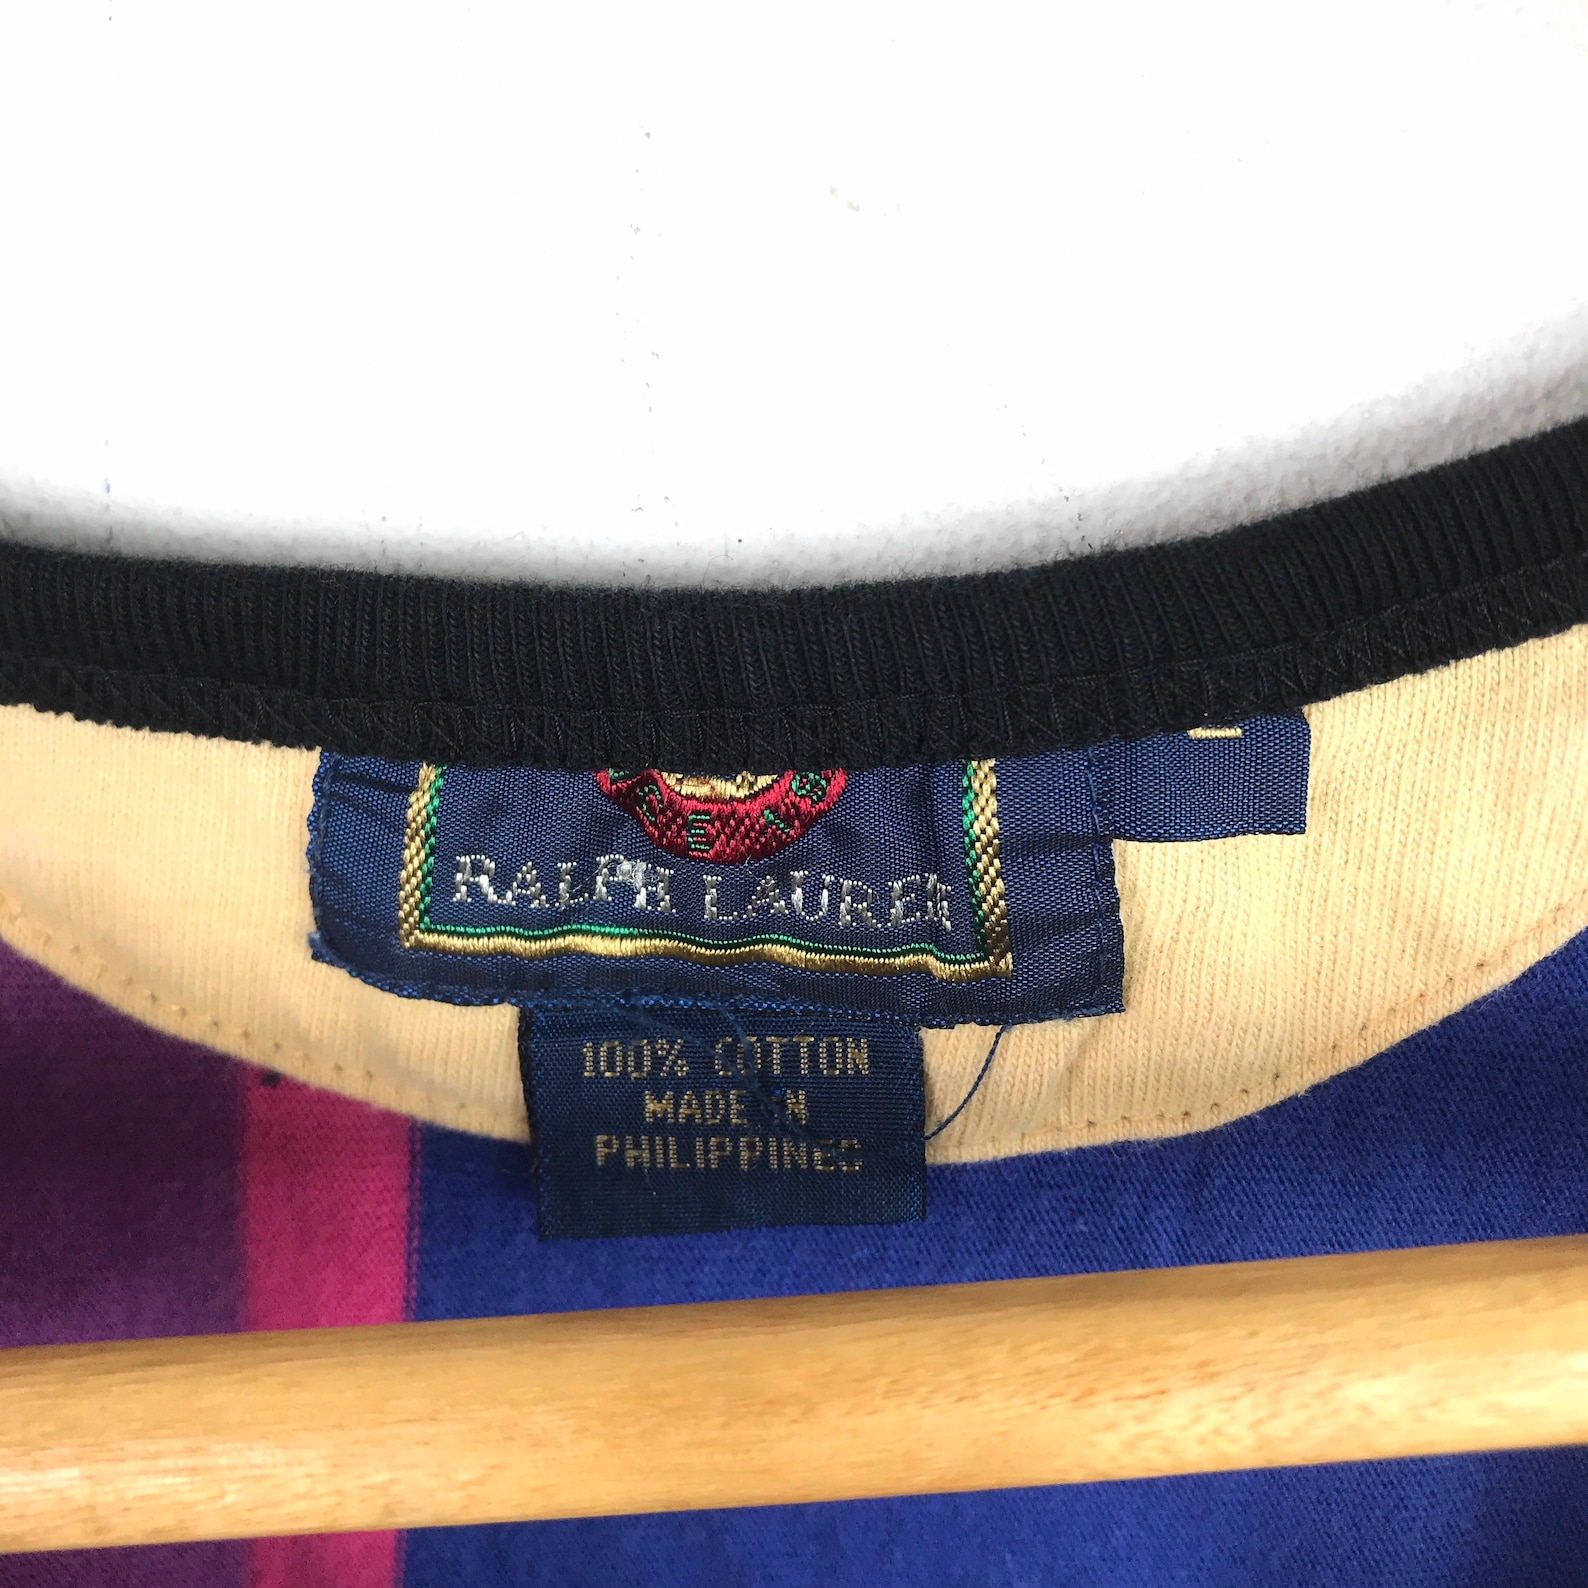 RALPH LAUREN
100% COTTON
MADE IN
PHILIPPINES